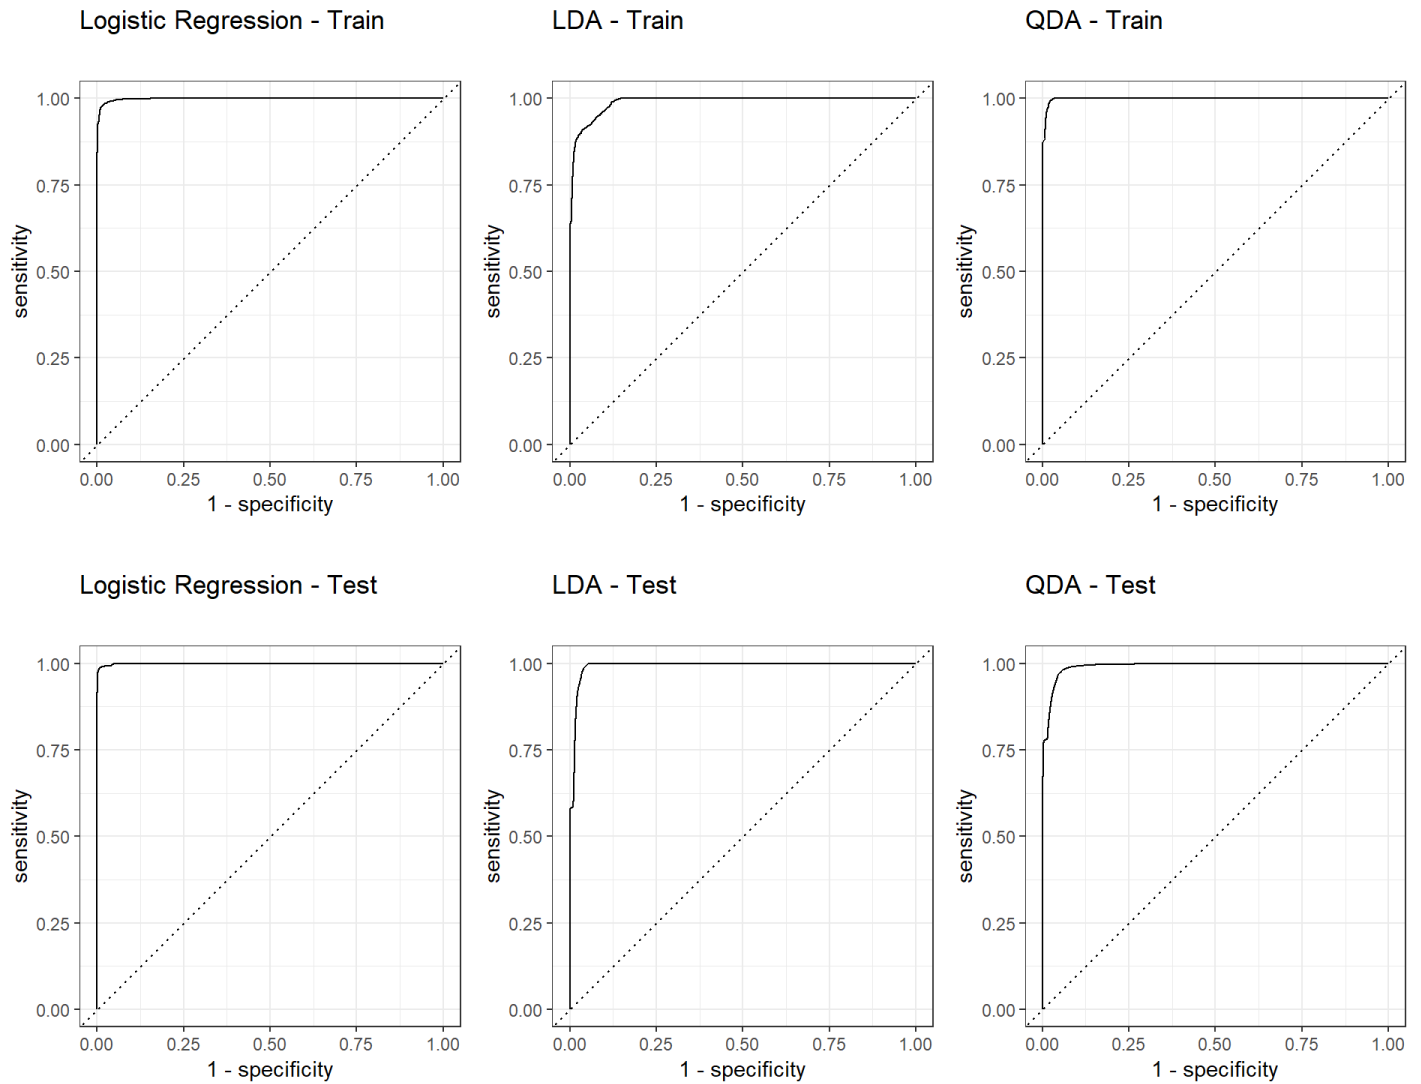 Logistic Regression - Train
LDA - Train
QDA - Train
1.00
0.75
0.50
0.25
0.00
sensitivity
0.00 0.25 0.50 0.75 1.00
1 - specificity
1.00
0.75
0.50
0.25
0.00
sensitivity
0.00 0.25 0.50 0.75 1.00
1 - specificity
1.00
0.75
0.50
0.25
0.00
sensitivity
0.00 0.25 0.50 0.75 1.00
1 - specificity
Logistic Regression - Test
LDA - Test
QDA - Test
1.00
0.75
0.50
0.25
0.00
sensitivity
0.00 0.25 0.50 0.75 1.00
1 - specificity
1.00
0.75
0.50
0.25
0.00
sensitivity
0.00 0.25 0.50 0.75 1.00
1 - specificity
1.00
0.75
0.50
0.25
0.00
sensitivity
0.00 0.25 0.50 0.75 1.00
1 - specificity